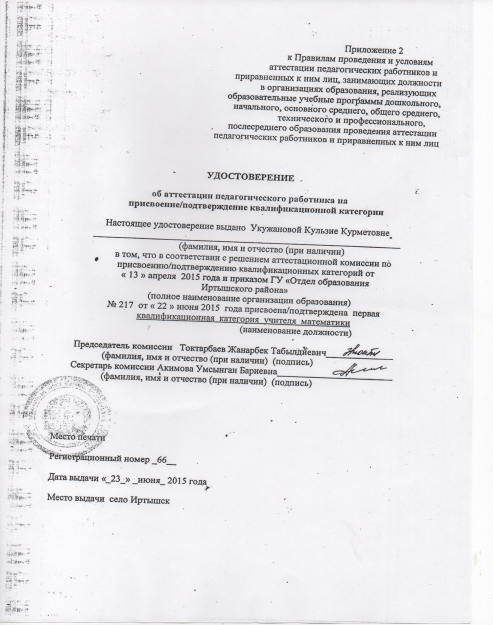 Приложение 2
к Правилам проведения и условиям
аттестации педагогических работников и
приравненных к ним лиц, занимающих должности
в организациях образования, реализующих
образовательные учебные программы дошкольного,
начального, основного среднего, общего среднего,
технического и профессионального,
послесреднего образования проведения аттестации
педагогических работников и приравненных к ним лиц
УДОСТОВЕРЕНИЕ
об аттестации педагогического работника на
присвоение/подтверждение квалификационной категории
Настоящее удостоверение выдано Укужановой Кульзие Курметовне
(фамилия, имя и отчество (при наличии)
в том, что в соответствии с решением аттестационной комиссии по
присвоению/подтверждению квалификационных категорий от
« 13 » апреля 2015 года и приказом ГУ «Отдел образования
Иртышского района»
(полное наименование организации образования)
№ 217 от « 22 » июня 2015 года присвоена/подтверждена первая
квалификационная категория учителя математики
(наименование должности)
Председатель комиссии Токтарбаев Жанарбек Табылдиевич
(фамилия, имя и отчество (при наличии) (подпись)
Секретарь комиссии Акимова Умсынган Бариевна
(фамилия, имя и отчество (при наличии) (подпись)
Место печати
Регистрационный номер _66__
Дата выдачи «_23_» _июня_ 2015 года
Место выдачи село Иртышск